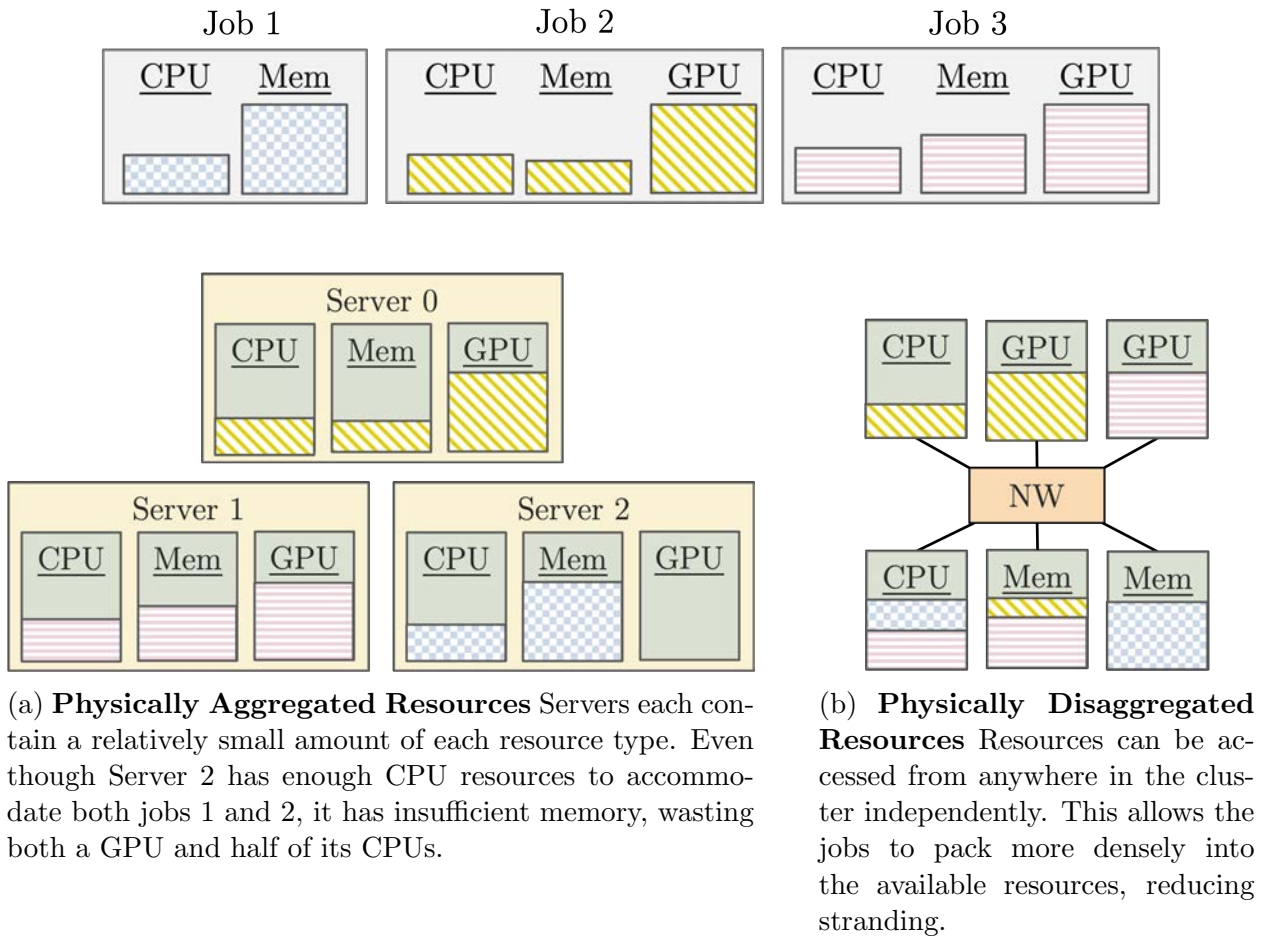 Job 1 Job 2 Job 3
CPU Mem CPU Mem GPU CPU Mem GPU
Server 0
CPU Mem GPU
Server 1
CPU Mem GPU
Server 2
CPU Mem GPU
(a) Physically Aggregated Resources Servers each con-
tain a relatively small amount of each resource type. Even
though Server 2 has enough CPU resources to accommo-
date both jobs 1 and 2, it has insufficient memory, wasting
both a GPU and half of its CPUs.
CPU GPU GPU
NW
CPU Mem Mem
(b) Physically Disaggregated
Resources Resources can be ac-
cessed from anywhere in the clus-
ter independently. This allows the
jobs to pack more densely into
the available resources, reducing
stranding.